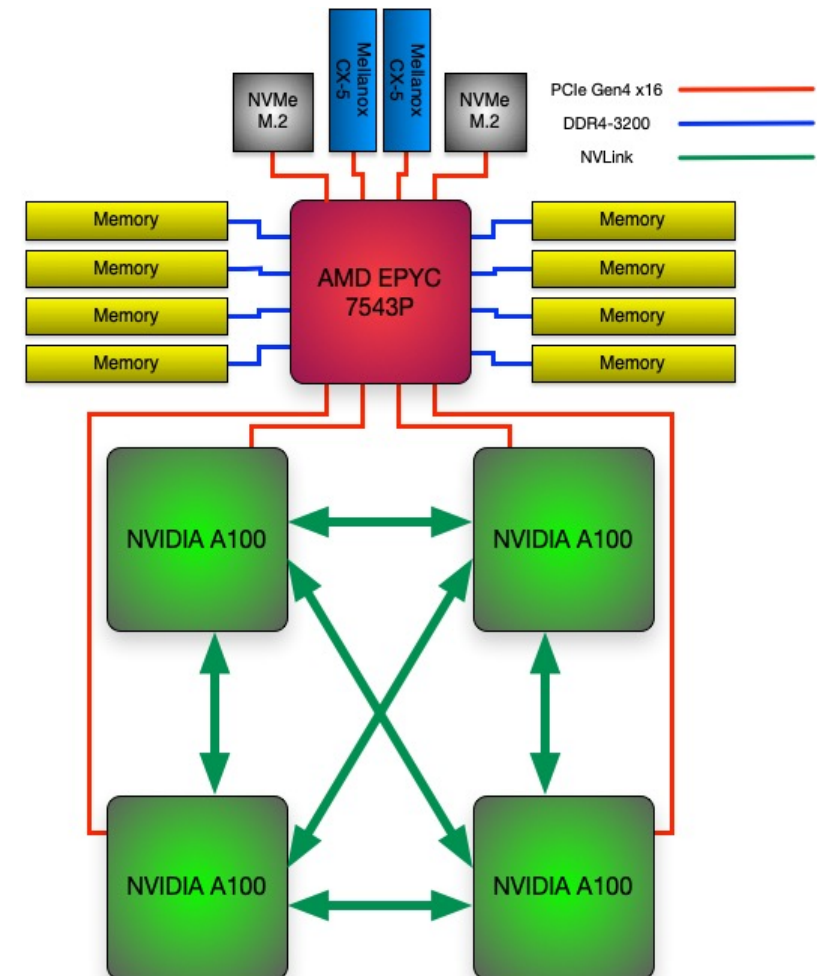 Mellanox
CX-5
Mellanox
CX-5
NVMe
M.2
NVMe
M.2
PCIe Gen4 x16
DDR4-3200
NVLink
Memory
Memory
Memory
Memory
AMD EPYC
7543P
Memory
Memory
Memory
Memory
NVIDIA A100
NVIDIA A100
NVIDIA A100
NVIDIA A100